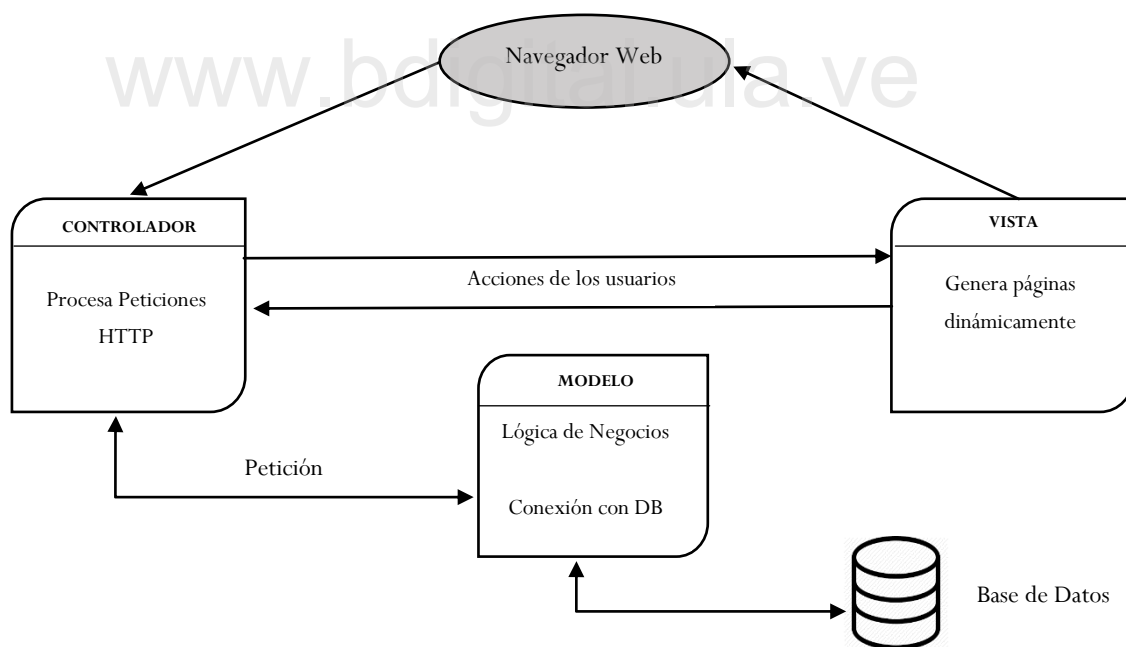 www.bdigital.ula.ve
Navegador Web
CONTROLADOR
Procesa Peticiones
HTTP
Acciones de los usuarios
VISTA
Genera páginas
dinámicamente
MODELO
Lógica de Negocios
Conexión con DB
Petición
Base de Datos